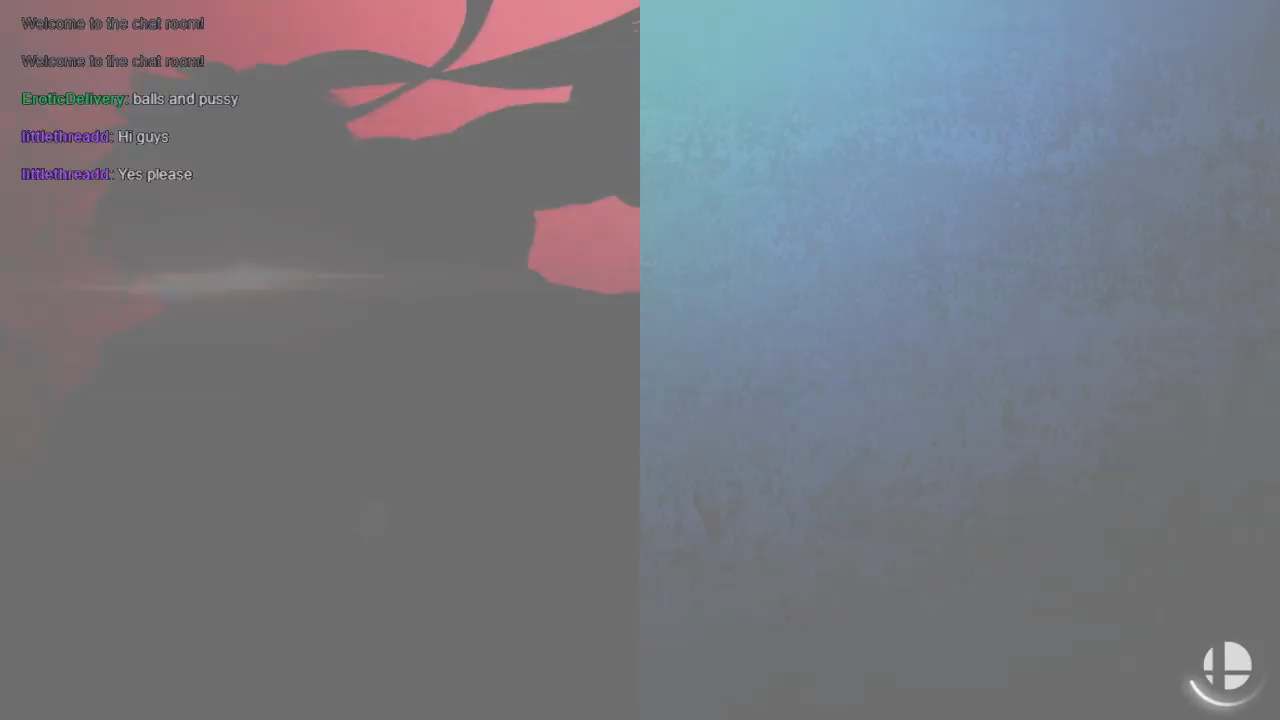 Welcome to the chat room!
Welcome to the chat room!
EroticDelivery: balls and pussy
littlethreadd: Hi guys
littlethreadd: Yes please